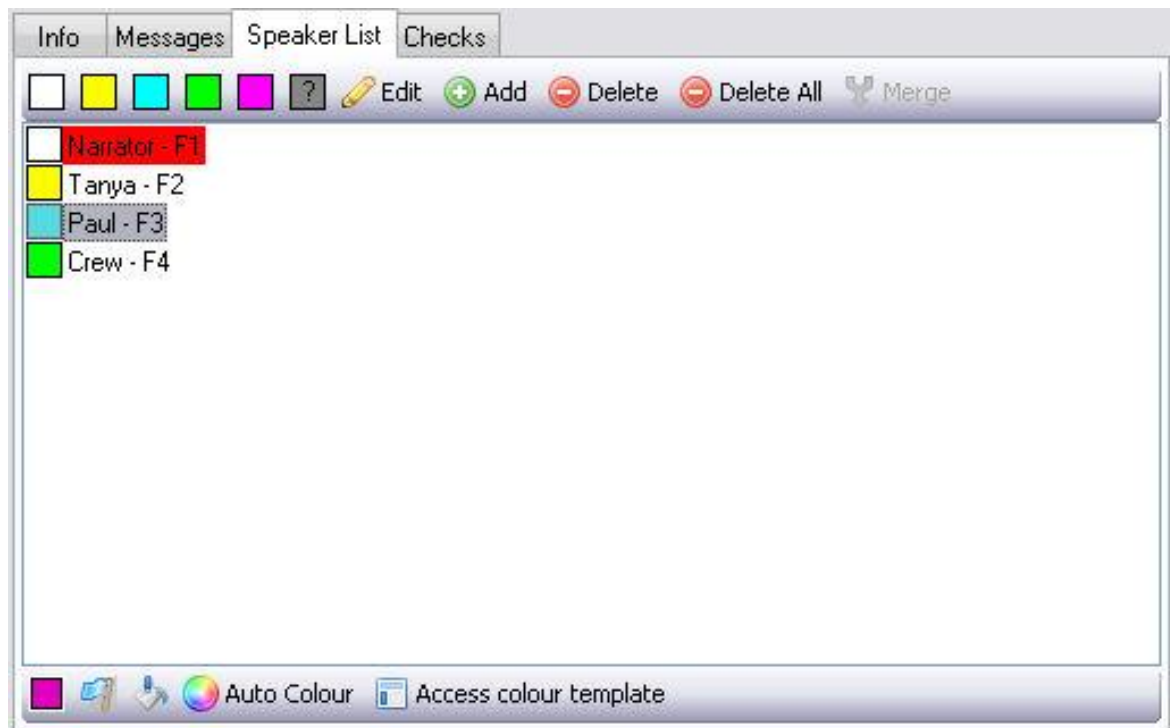 Info Messages Speaker List Checks
? Edit Add Delete Delete All Merge
Narrator - F1
Tanya - F2
Paul - F3
Crew - F4
Auto Colour Access colour template